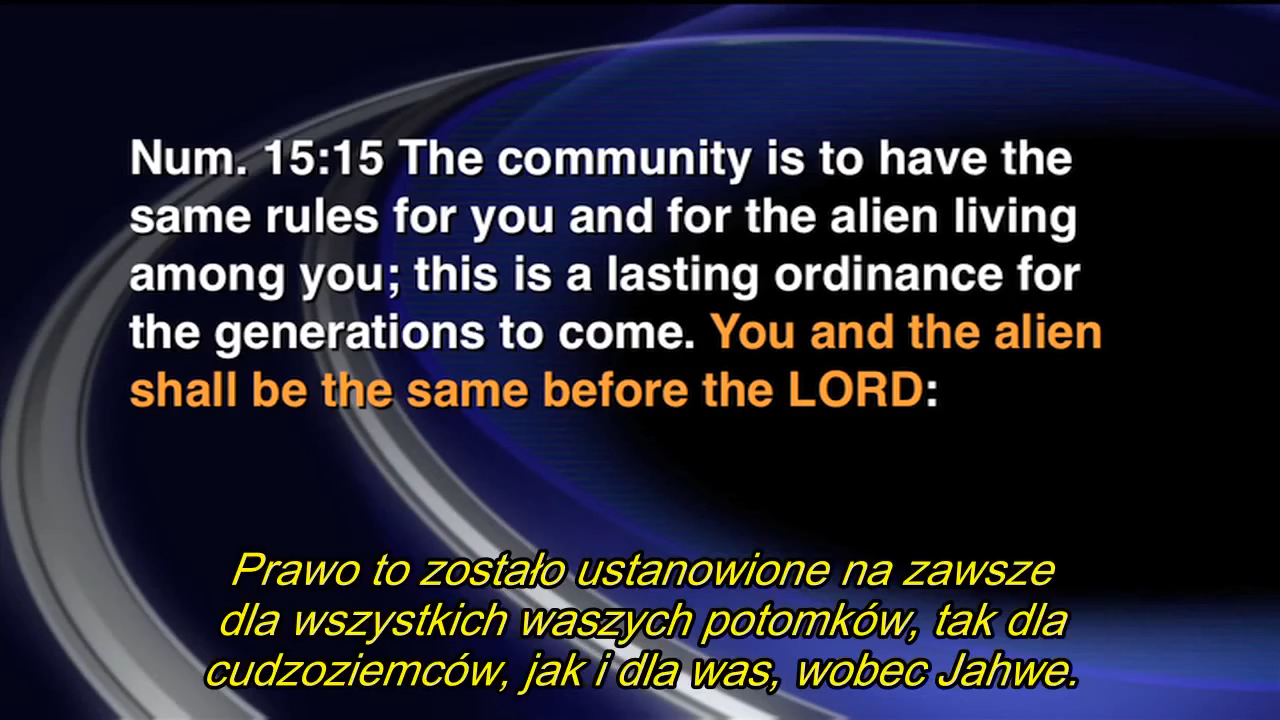 Num. 15:15 The community is to have the
same rules for you and for the alien living
among you; this is a lasting ordinance for
the generations to come. You and the alien
shall be the same before the LORD:
Prawo to zostało ustanowione na zawsze
dla wszystkich waszych potomków, tak dla
cudzoziemców, jak i dla was, wobec Jahwe.